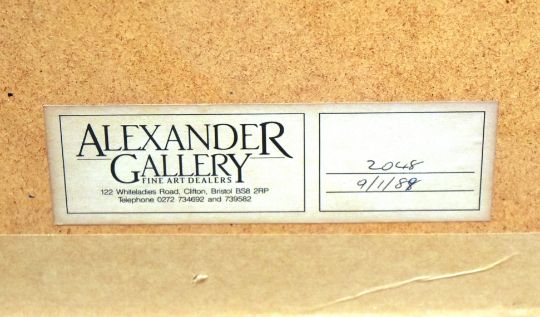 ALEXANDER
GALLERY
FINE ART DEALERS
122 Whiteladies Road, Clifton, Bristol BS8 2RP
Telephone 0272 734692 and 739582
2048
9/1/88